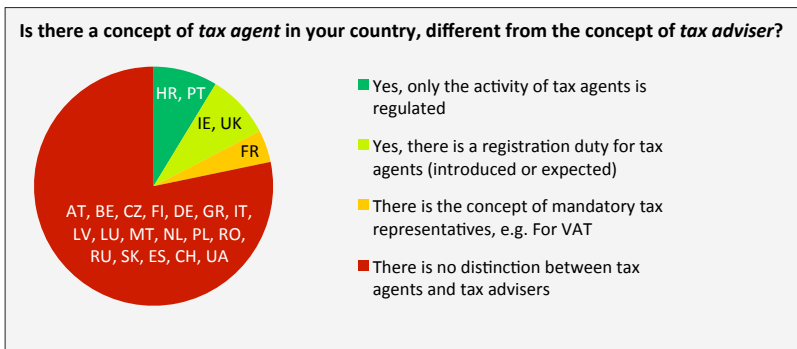 Is there a concept of tax agent in your country, different from the concept of tax adviser?
HR, PT
IE, UK
FR
AT, BE, CZ, FI, DE, GR, IT,
LV, LU, MT, NL, PL, RO,
RU, SK, ES, CH, UA
Yes, only the activity of tax agents is
regulated
Yes, there is a registration duty for tax
agents (introduced or expected)
There is the concept of mandatory tax
representatives, e.g. For VAT
There is no distinction between tax
agents and tax advisers